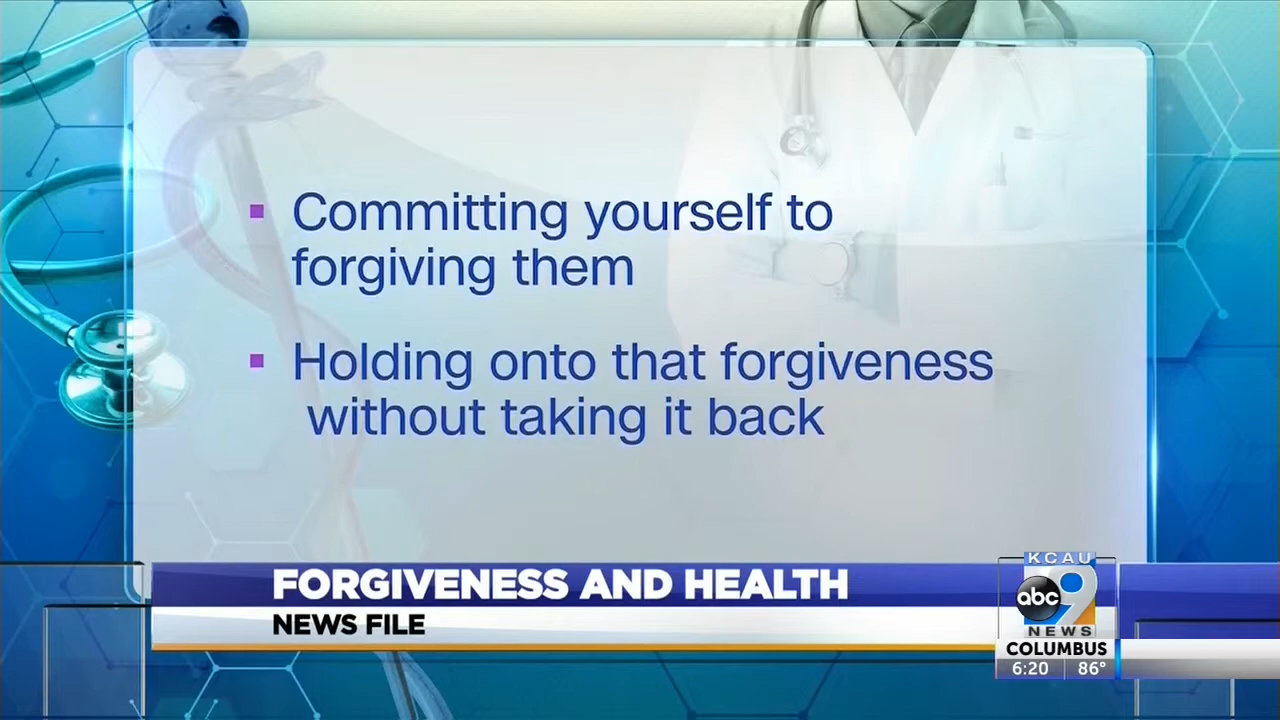 Committing yourself to
forgiving them
Holding onto that forgiveness
without taking it back
FORGIVENESS AND HEALTH
NEWS FILE
KCAU
abc 9
NEWS
COLUMBUS
6:20 86°